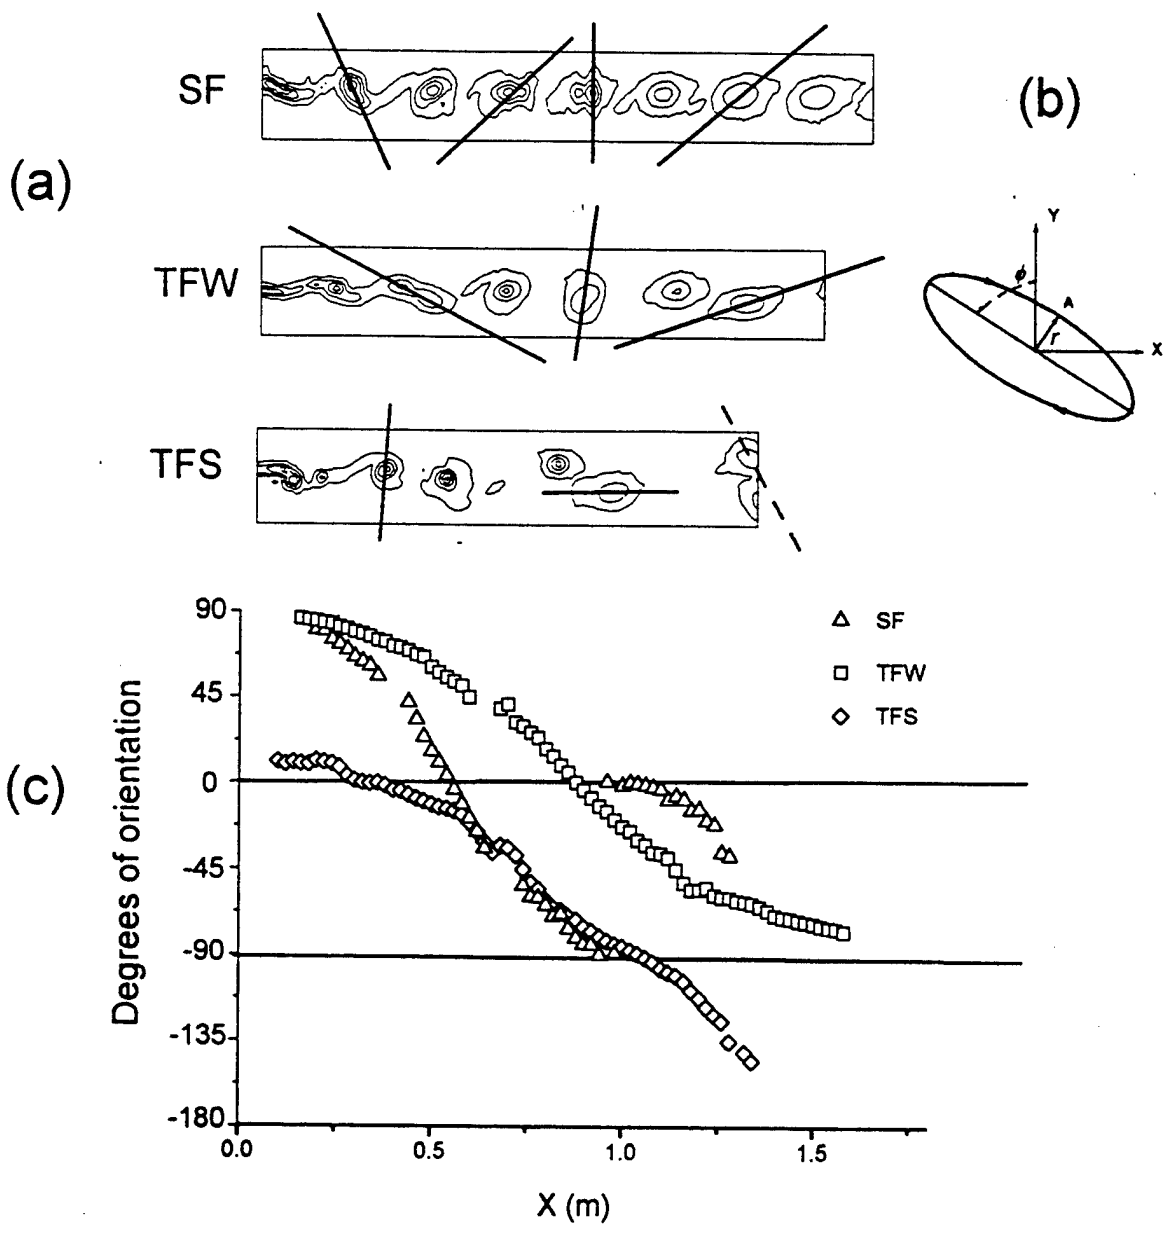 SF
(b)
(a)
TFW
Y
ϕ
A
r
X
TFS
90
SF
45
TFW
TFS
(c)
Degrees of orientation
0
-45
-90
-135
-180
0.0 0.5 1.0 1.5
X (m)